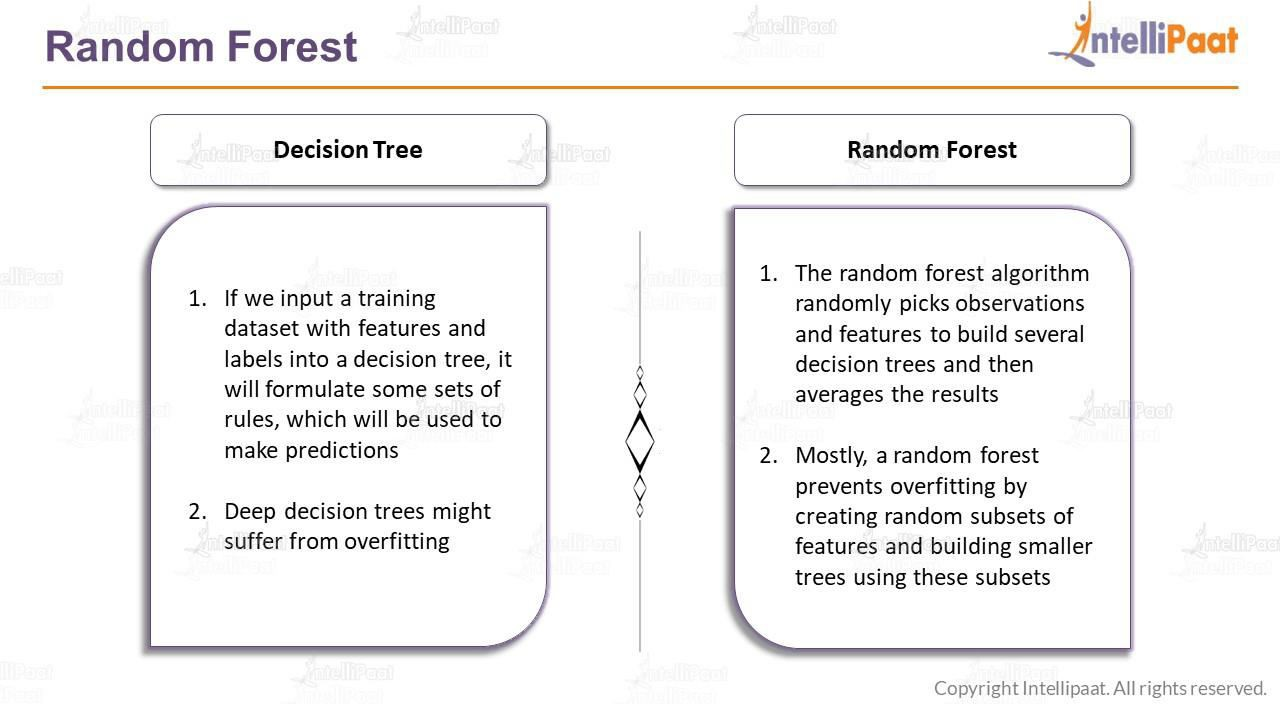 Random Forest
IntelliPaat
Decision Tree
Random Forest
1. If we input a training
dataset with features and
labels into a decision tree, it
will formulate some sets of
rules, which will be used to
make predictions
2. Deep decision trees might
suffer from overfitting
1. The random forest algorithm
randomly picks observations
and features to build several
decision trees and then
averages the results
2. Mostly, a random forest
prevents overfitting by
creating random subsets of
features and building smaller
trees using these subsets
Copyright Intellipaat. All rights reserved.